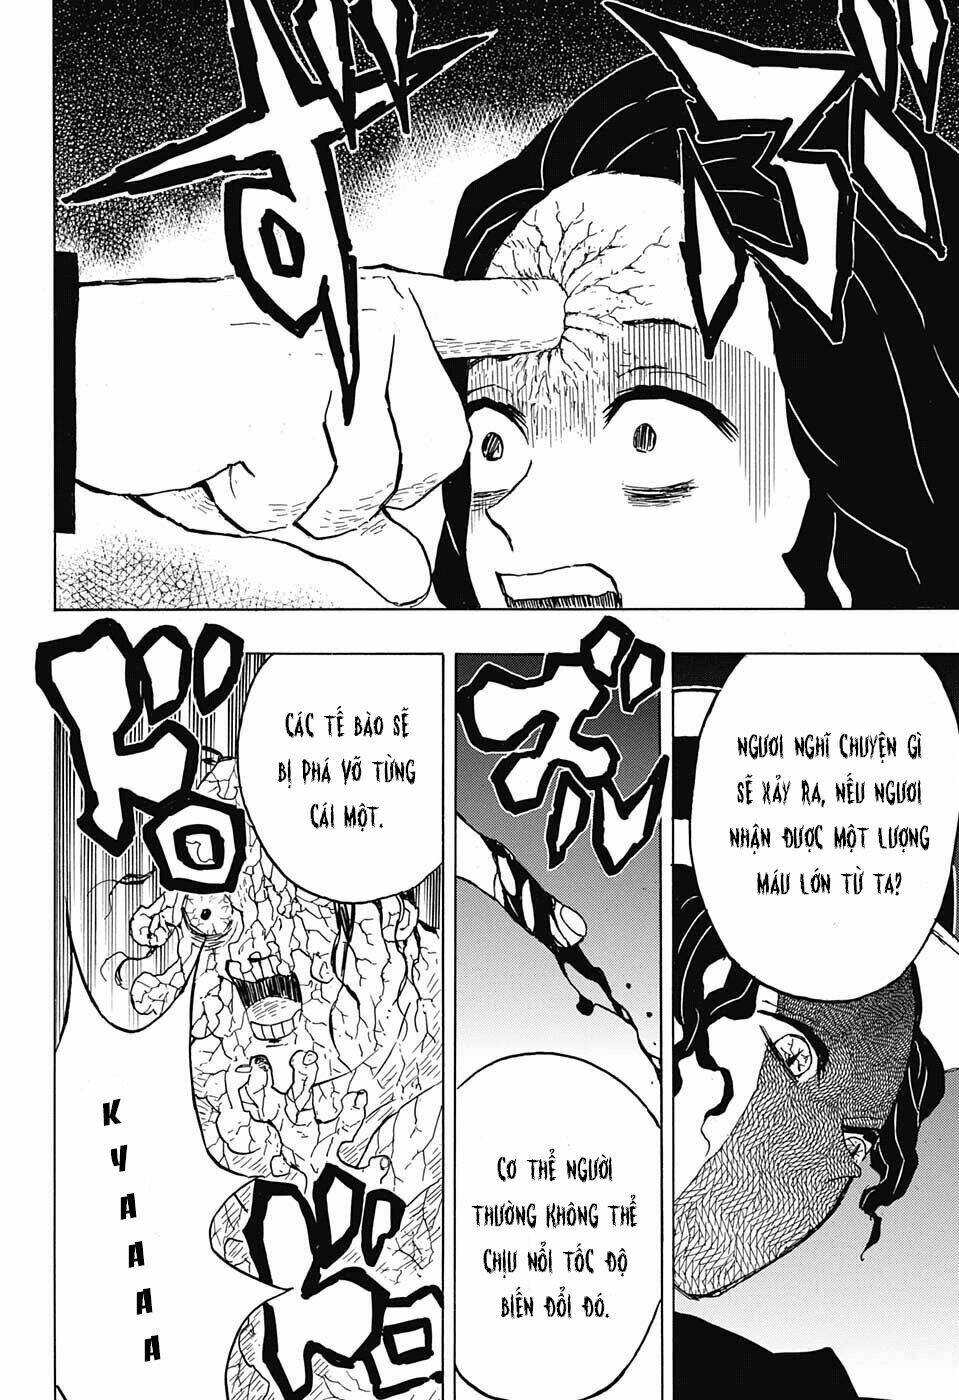 NGƯƠI NGHĨ CHUYỆN GÌ
SẼ XẢY RA, NẾU NGƯƠI
NHẬN ĐƯỢC MỘT LƯỢNG
MÁU LỚN TỪ TA?
CƠ THỂ NGƯỜI
THƯỜNG KHÔNG THỂ
CHỊU NỔI TỐC ĐỘ
BIẾN ĐỔI ĐÓ.
CÁC TẾ BÀO SẼ
BỊ PHÁ VỠ TỪNG
CÁI MỘT.
KYAAAA